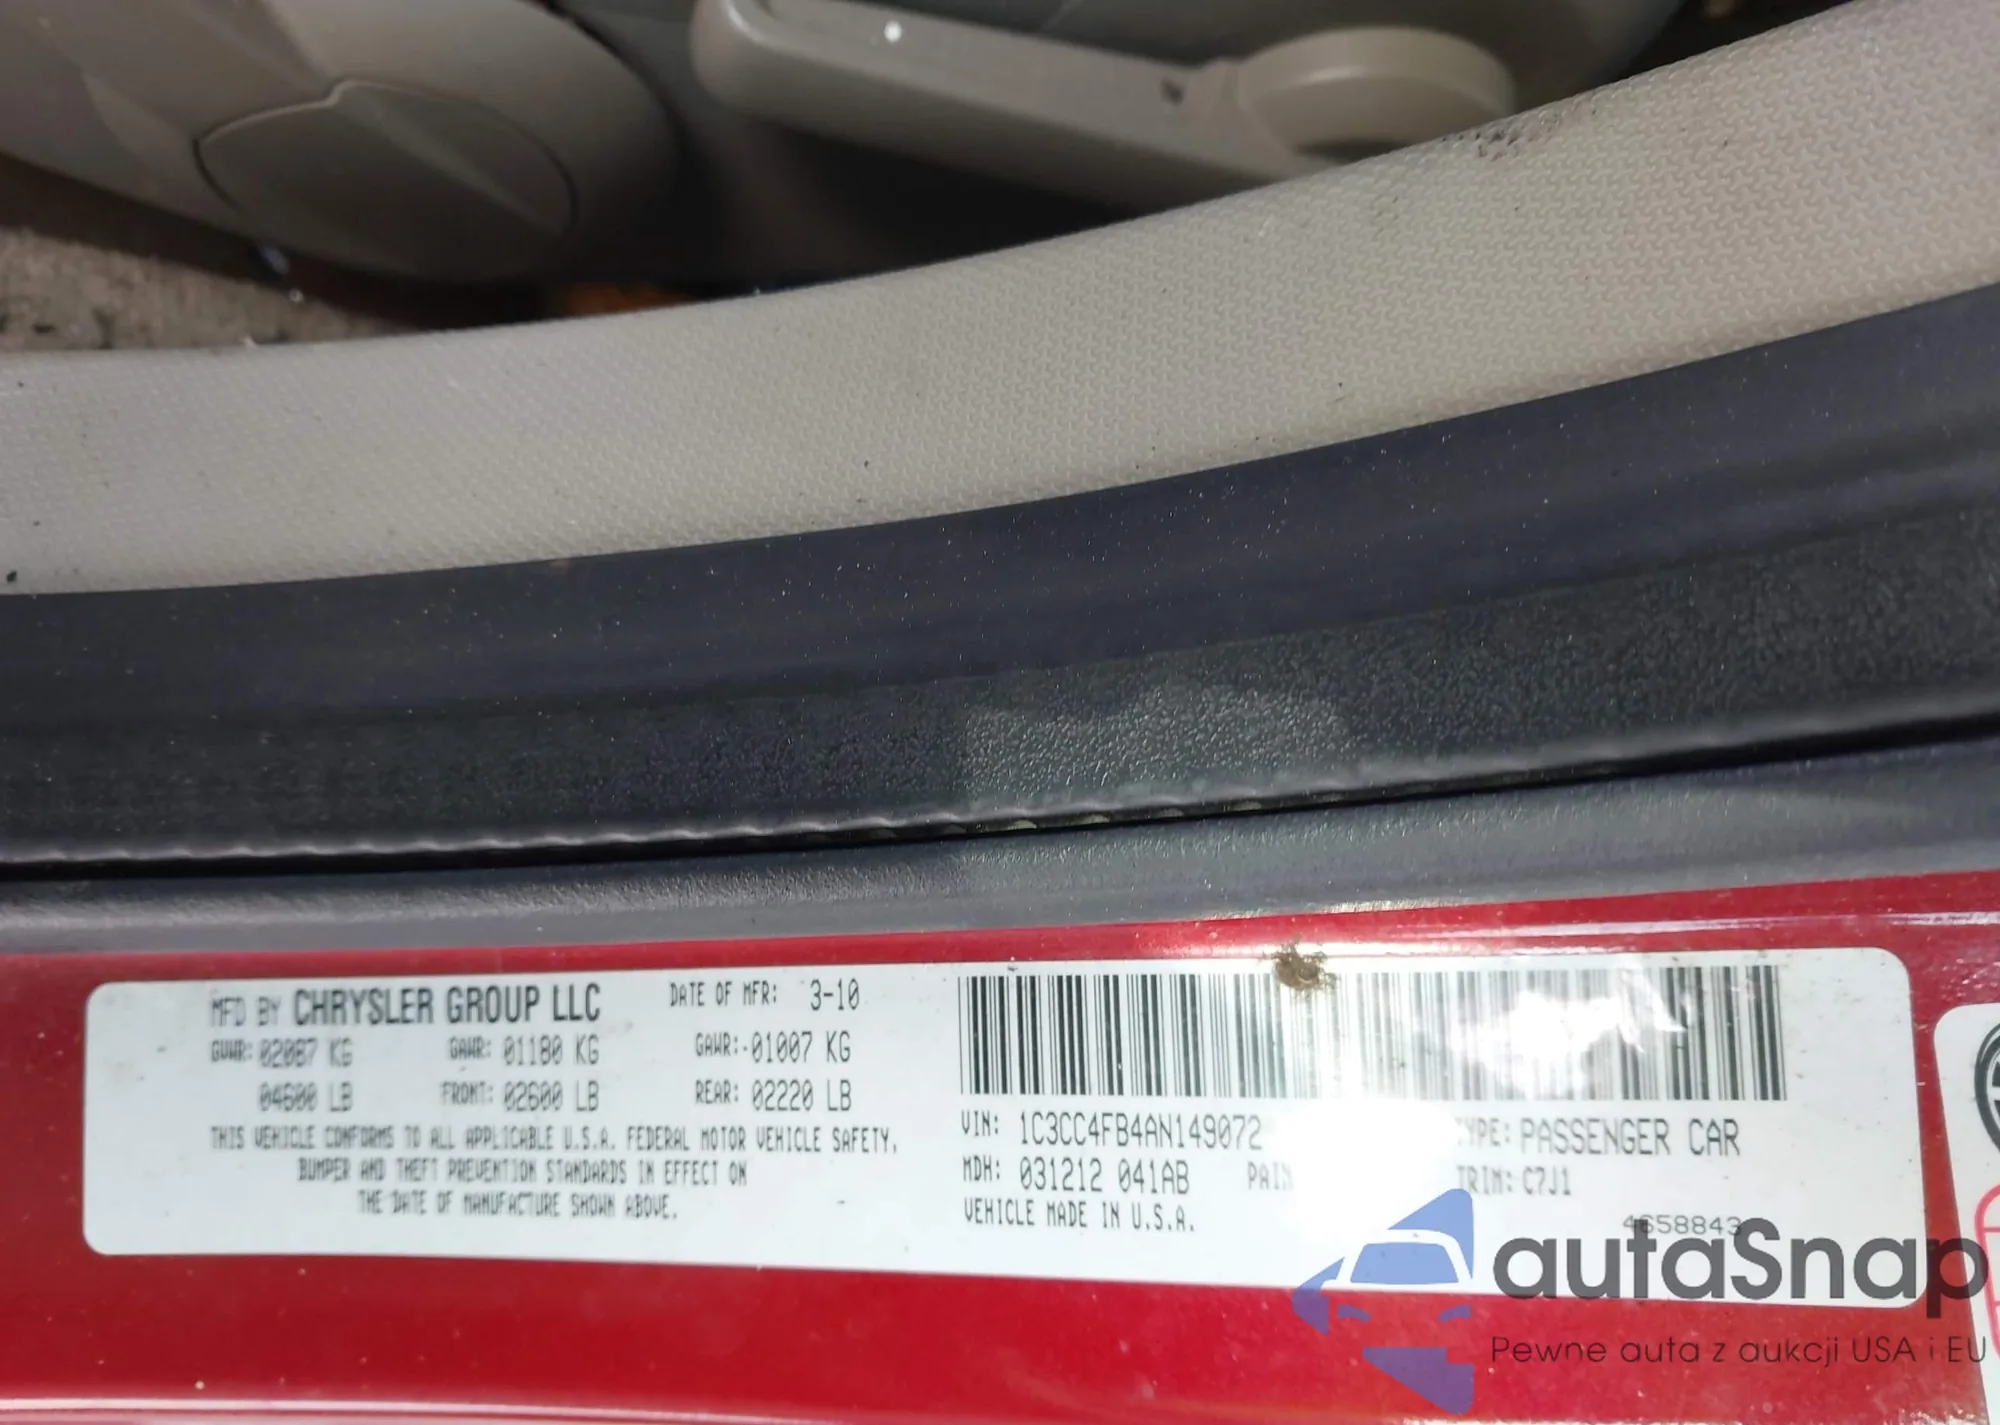 MFD BY CHRYSLER GROUP LLC DATE OF MFR: 3-10
GVWR: 02087 KG GAWR: 01180 KG GAWR: 01007 KG
04600 LB FRONT: 02600 LB REAR: 02220 LB
THIS VEHICLE CONFORMS TO ALL APPLICABLE U.S.A. FEDERAL MOTOR VEHICLE SAFETY,
BUMPER AND THEFT PREVENTION STANDARDS IN EFFECT ON
THE DATE OF MANUFACTURE SHOWN ABOVE.
VIN: 1C3CC4FB4AN149072 TYPE: PASSENGER CAR
MDH: 031212 041AB TRIM: C7J1
VEHICLE MADE IN U.S.A.
4658843
autaSnap
Pewne auta z aukcji USA i EU